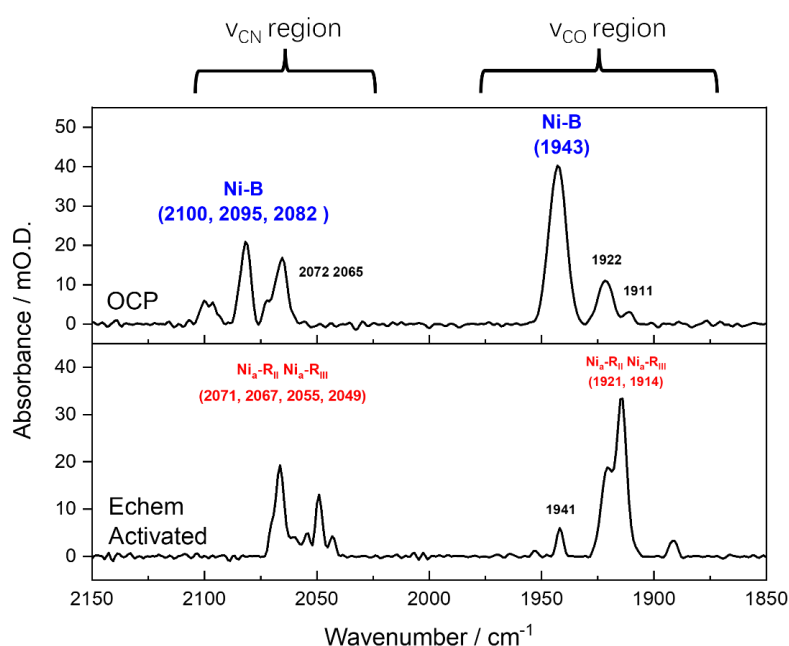 νCN region
νCO region
Ni-B
(1943)
Ni-B
(2100, 2095, 2082 )
2072 2065
1922
1911
OCP
50
40
30
20
10
0
Nia-RII Nia-RIII
(2071, 2067, 2055, 2049)
Nia-RII Nia-RIII
(1921, 1914)
1941
Echem
Activated
40
30
20
10
0
2150 2100 2050 2000 1950 1900 1850
Absorbance / mO.D.
Wavenumber / cm-1